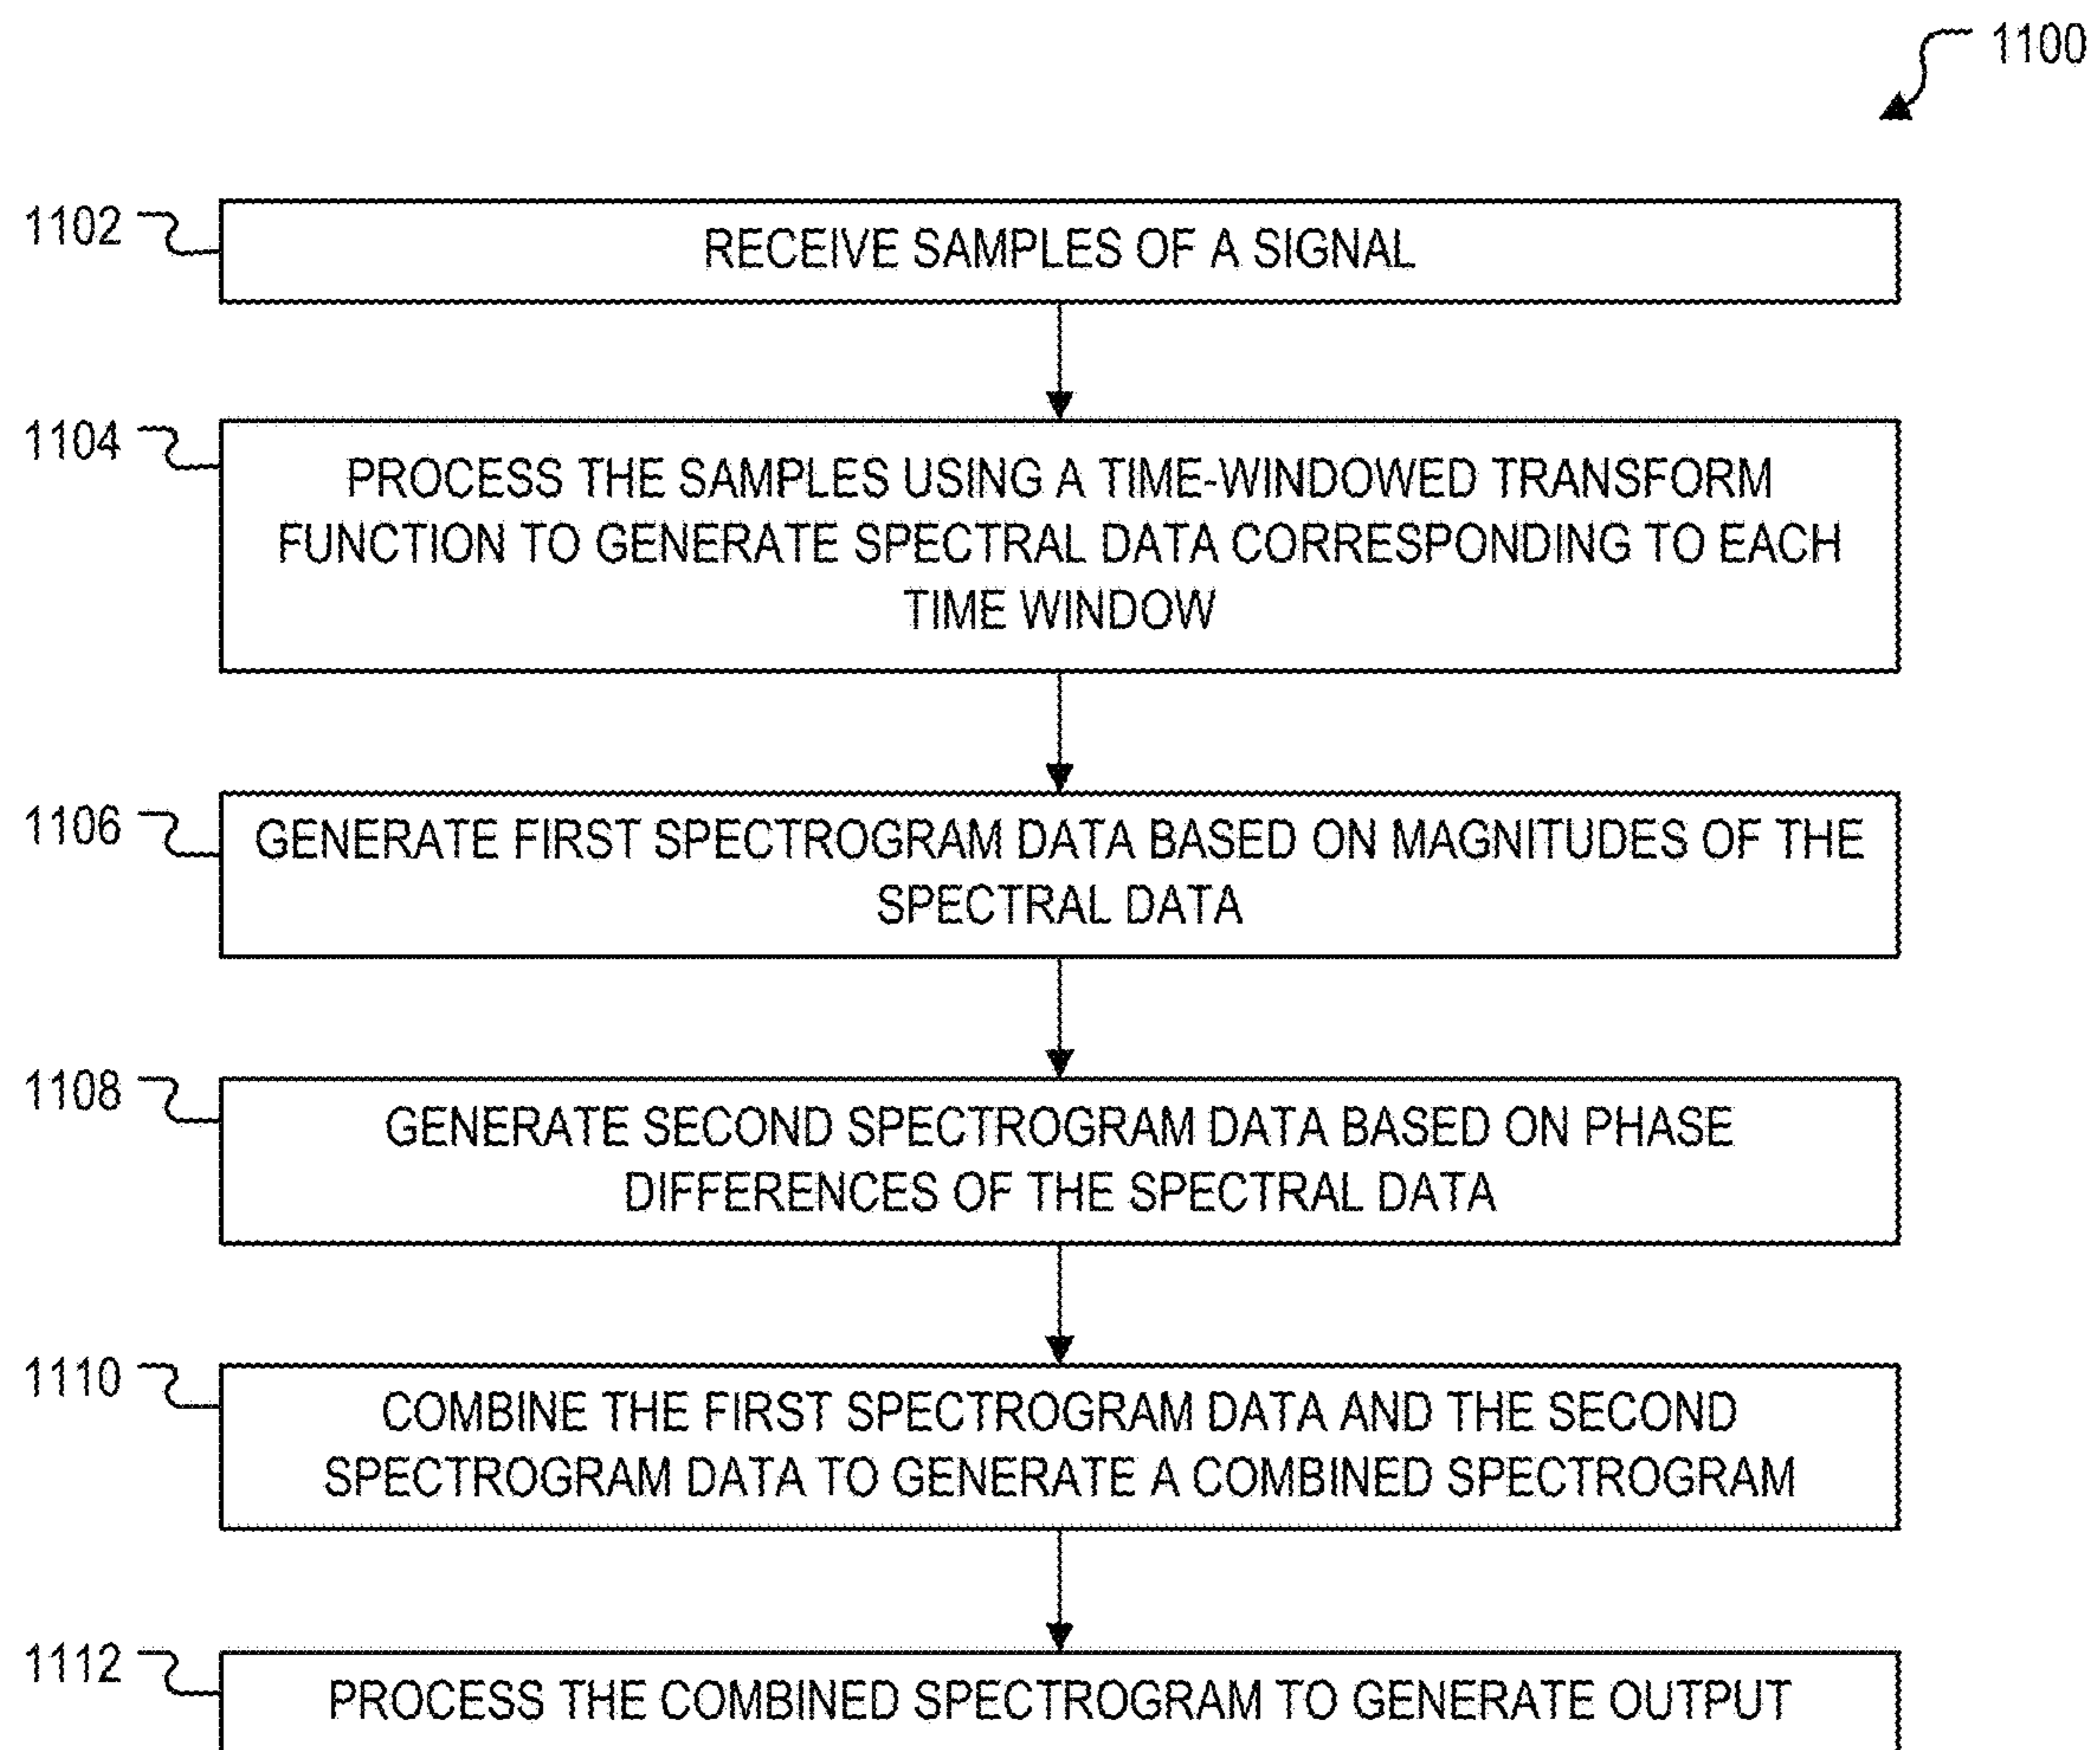 1100
1102
RECEIVE SAMPLES OF A SIGNAL
1104
PROCESS THE SAMPLES USING A TIME-WINDOWED TRANSFORM
FUNCTION TO GENERATE SPECTRAL DATA CORRESPONDING TO EACH
TIME WINDOW
1106
GENERATE FIRST SPECTROGRAM DATA BASED ON MAGNITUDES OF THE
SPECTRAL DATA
1108
GENERATE SECOND SPECTROGRAM DATA BASED ON PHASE
DIFFERENCES OF THE SPECTRAL DATA
1110
COMBINE THE FIRST SPECTROGRAM DATA AND THE SECOND
SPECTROGRAM DATA TO GENERATE A COMBINED SPECTROGRAM
1112
PROCESS THE COMBINED SPECTROGRAM TO GENERATE OUTPUT